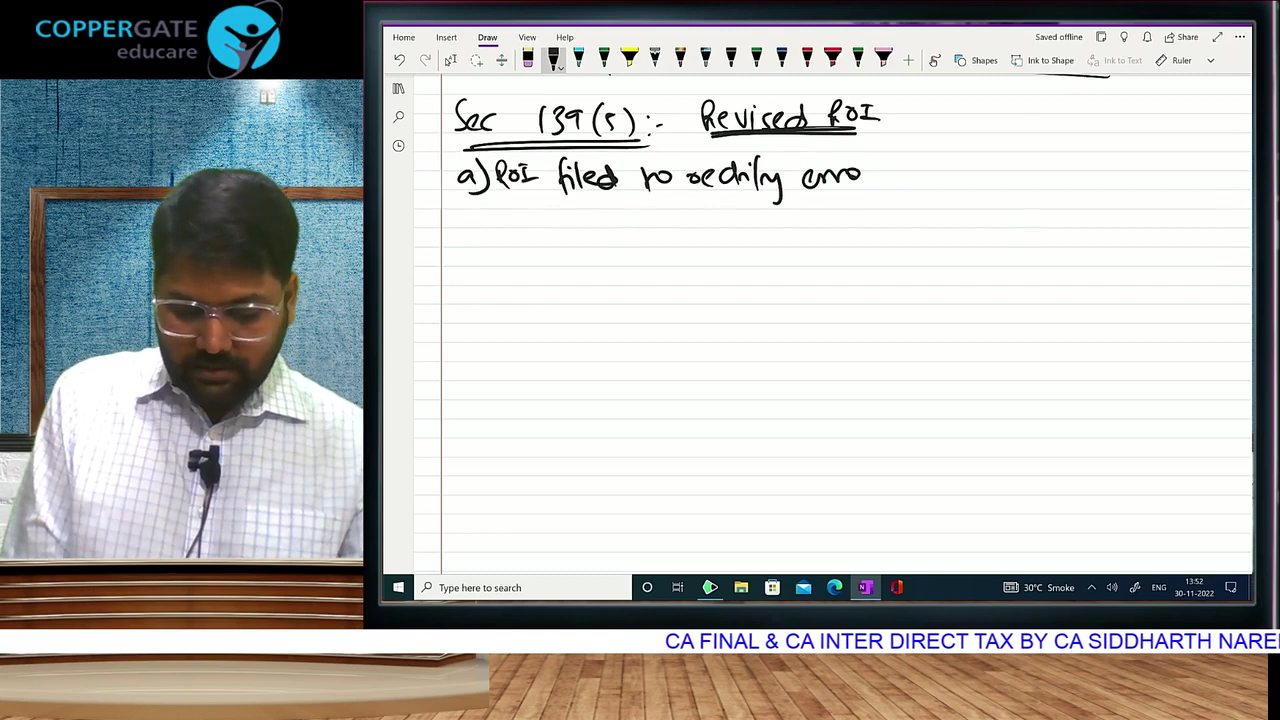 COPPERGATE
educare
Home Insert Draw View Help
Saved offline
Share
Shapes
Ink to Shape
Ink to Text
Ruler
Sec 139(5):- Revised ROI
a) ROI filed to rectify erro
Type here to search
30°C Smoke
ENG
13:52
30-11-2022
CA FINAL & CA INTER DIRECT TAX BY CA SIDDHARTH NARE